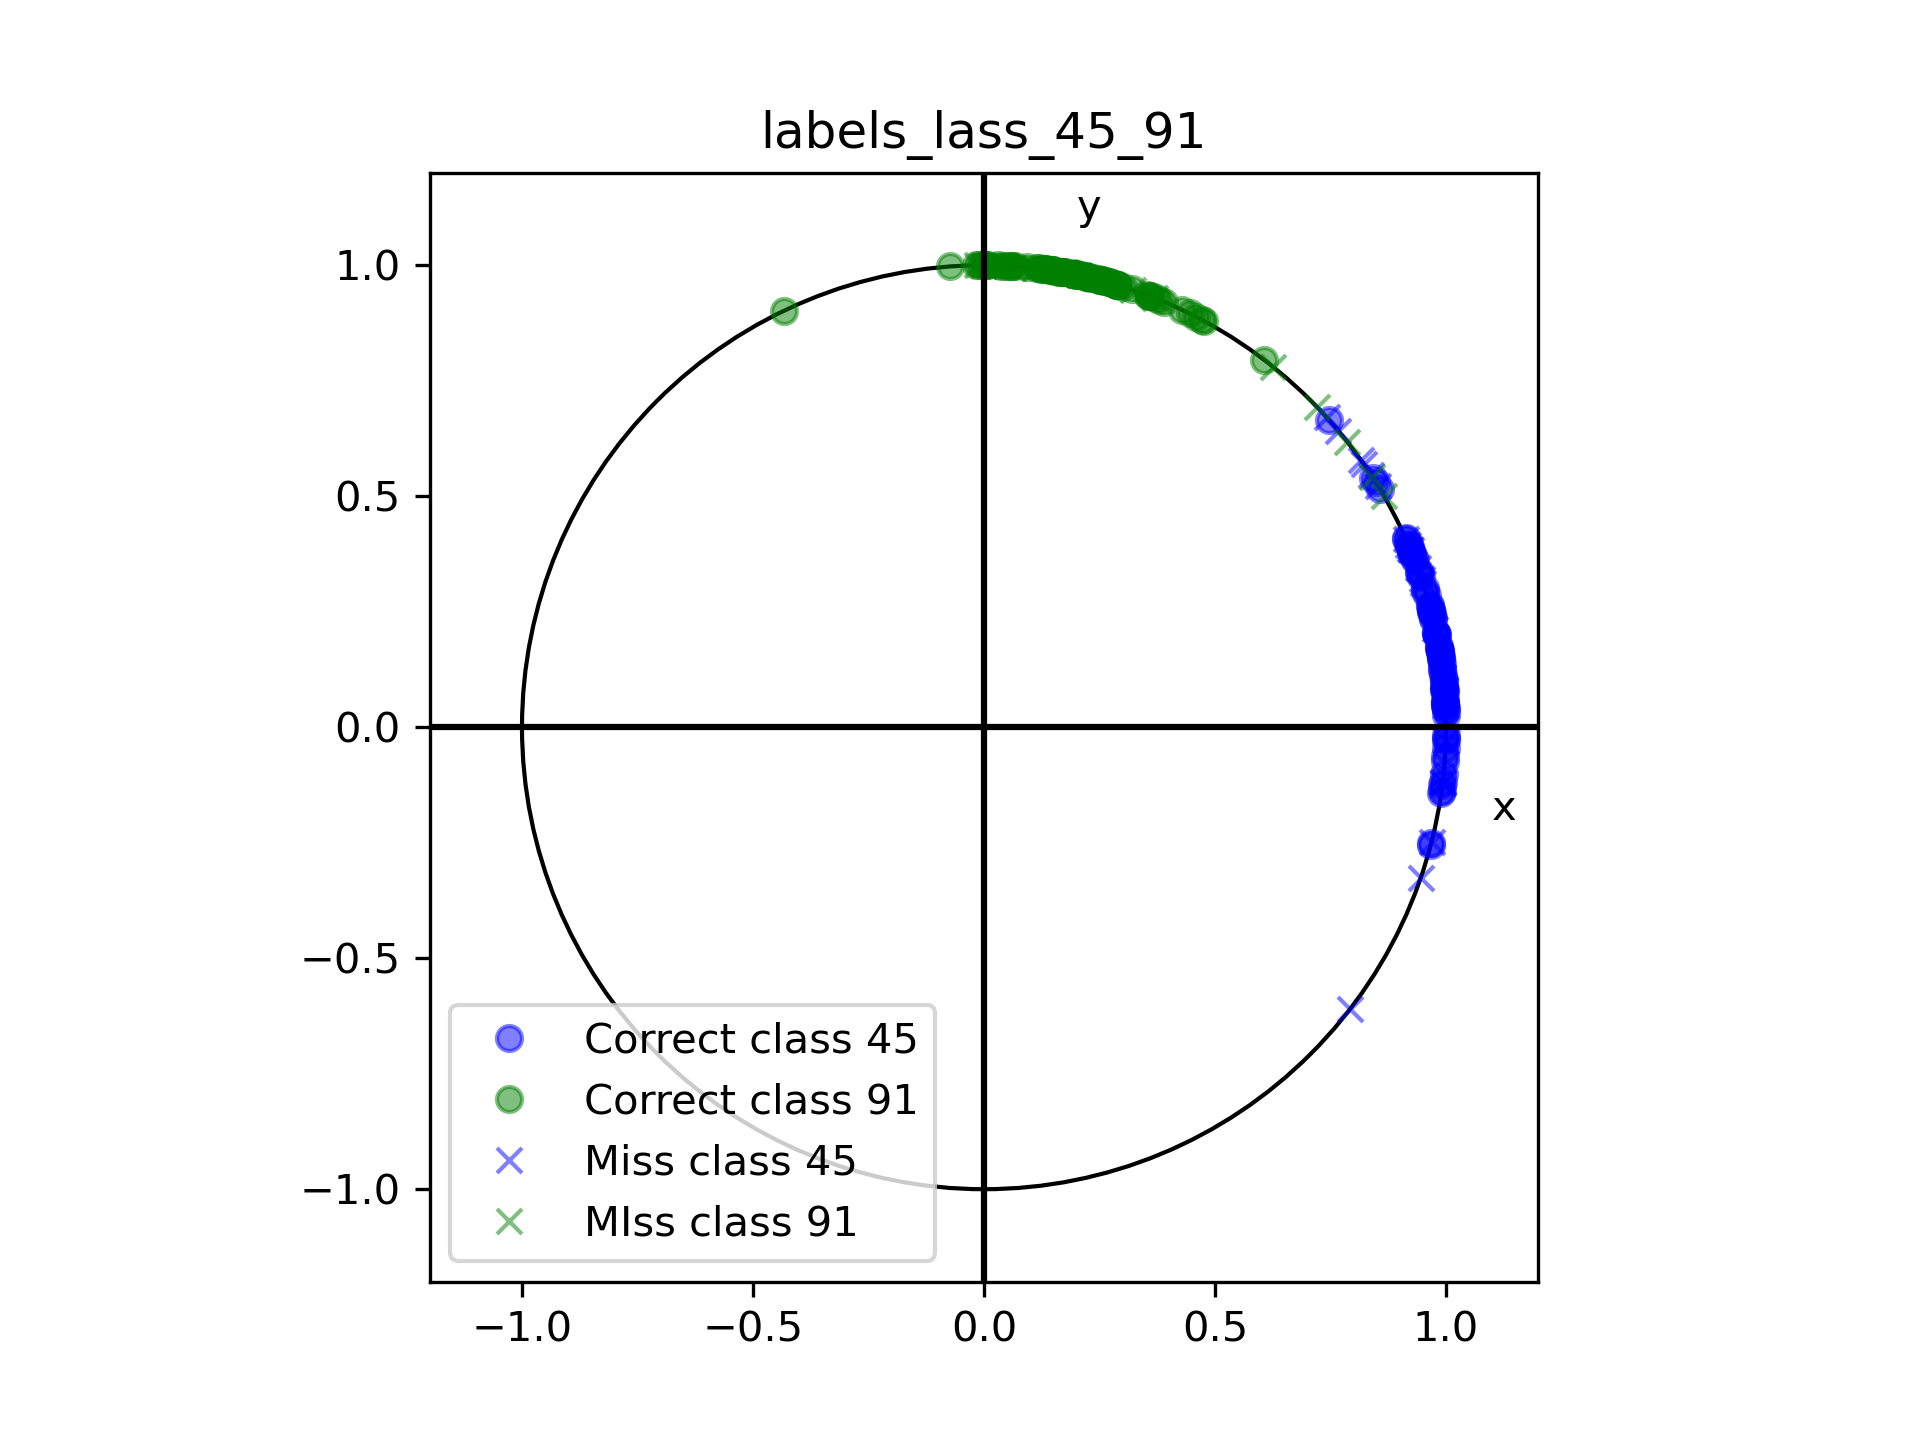 labels_lass_45_91
y
1.0
0.5
0.0
−0.5
−1.0
x
Correct class 45
Correct class 91
Miss class 45
MIss class 91
−1.0 −0.5 0.0 0.5 1.0